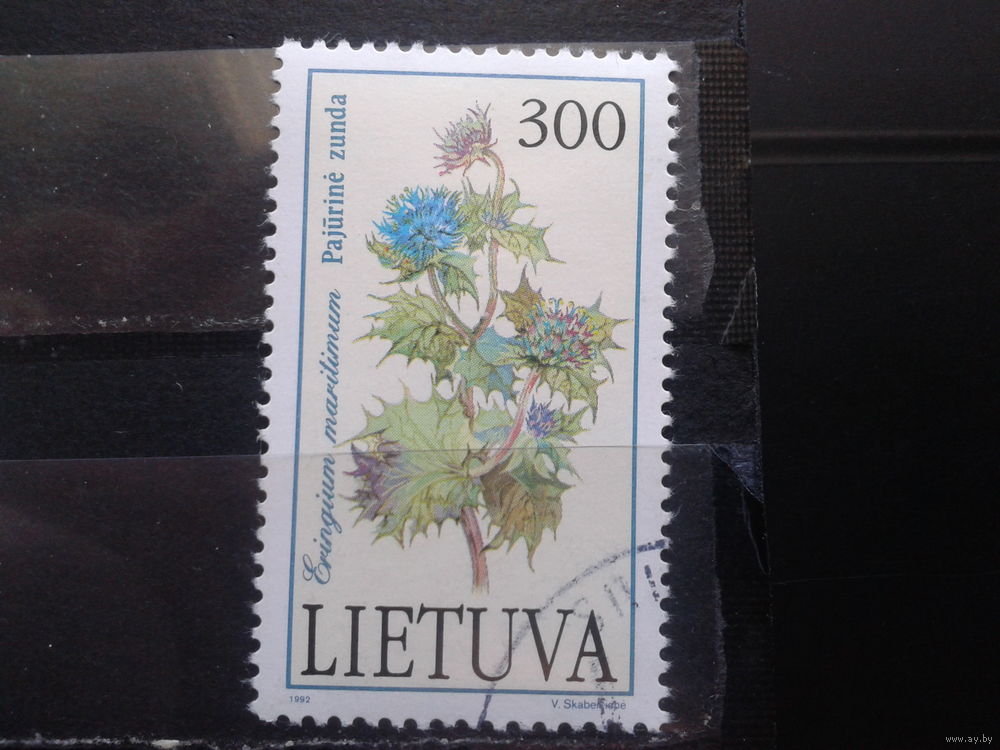 300
Eringium maritimum Pajūrinė zunda
LIETUVA
1992
V.
www.ay.by